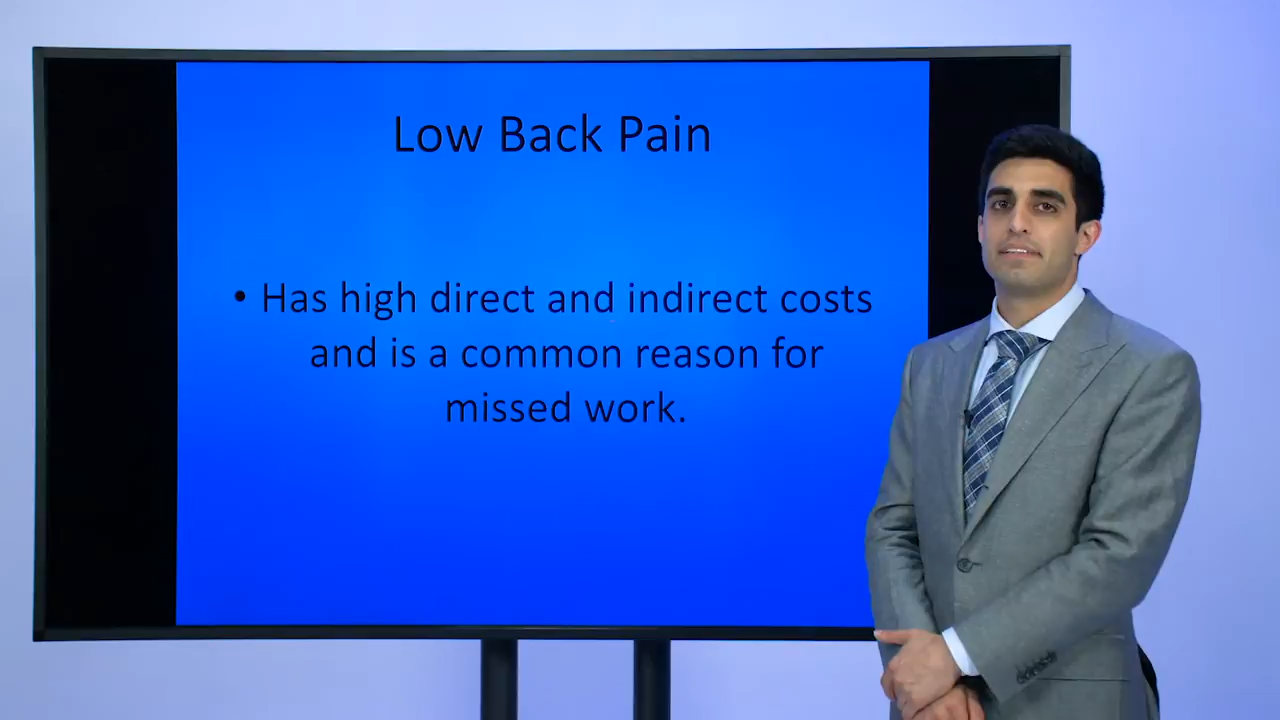 Low Back Pain
• Has high direct and indirect costs
and is a common reason for
missed work.